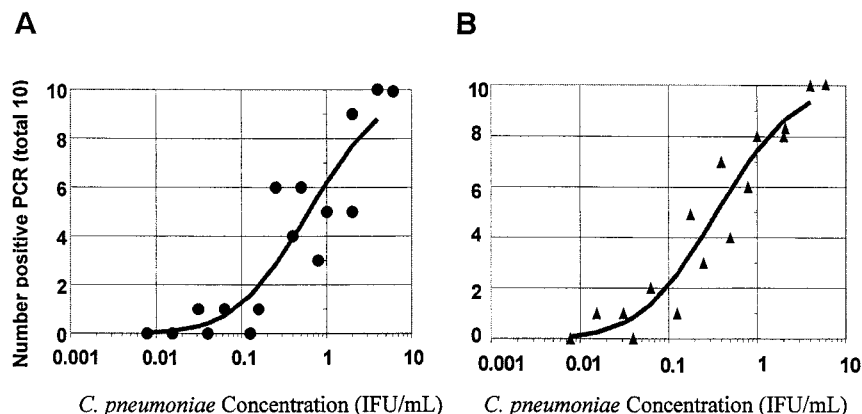 A
B
Number positive PCR (total 10)
10
8
6
4
2
0
0.001 0.01 0.1 1 10
C. pneumoniae Concentration (IFU/mL)
10
8
6
4
2
0
0.001 0.01 0.1 1 10
C. pneumoniae Concentration (IFU/mL)